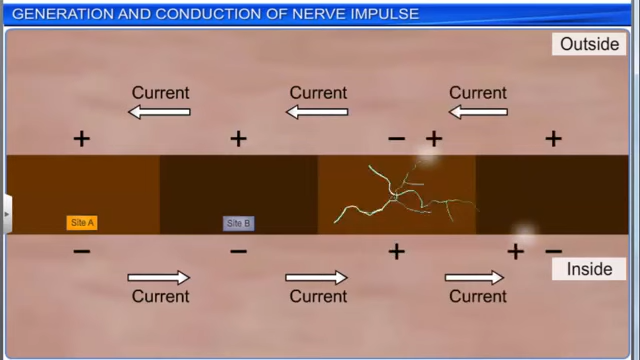 GENERATION AND CONDUCTION OF NERVE IMPULSE
Outside
Current Current Current
+ + − + +
Site A Site B
− − + + −
Inside
Current Current Current